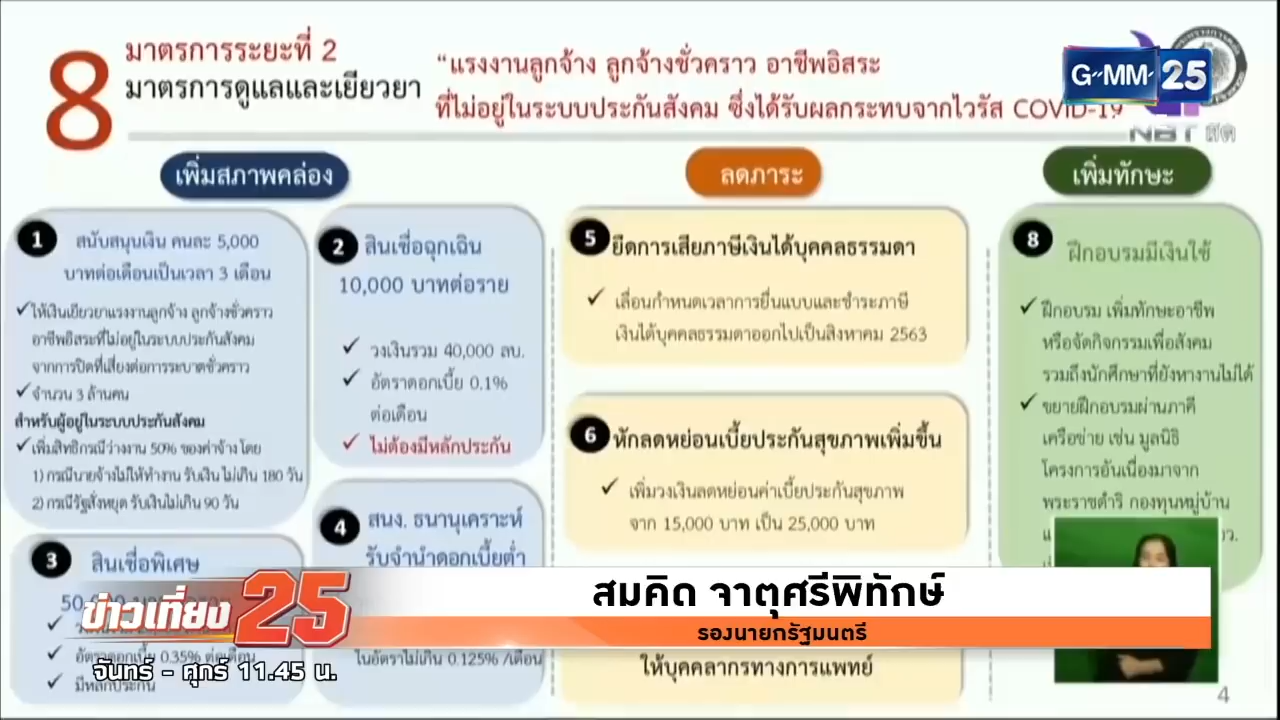 8
มาตรการระยะที่ 2
มาตรการดูแลและเยียวยา
“แรงงานลูกจ้าง ลูกจ้างชั่วคราว อาชีพอิสระ
ที่ไม่อยู่ในระบบประกันสังคม ซึ่งได้รับผลกระทบจากไวรัส COVID-19
GMM 25
NBT สด
เพิ่มสภาพคล่อง
1 สนับสนุนเงิน คนละ 5,000
บาทต่อเดือนเป็นเวลา 3 เดือน
✓ให้เงินเยียวยาแรงงานลูกจ้าง ลูกจ้างชั่วคราว
อาชีพอิสระที่ไม่อยู่ในระบบประกันสังคม
จากการปิดที่เสี่ยงต่อการระบาดชั่วคราว
✓จำนวน 3 ล้านคน
สำหรับผู้อยู่ในระบบประกันสังคม
✓เพิ่มสิทธิกรณีว่างงาน 50% ของค่าจ้าง โดย
1) กรณีนายจ้างไม่ให้ทำงาน รับเงิน ไม่เกิน 180 วัน
2) กรณีรัฐสั่งหยุด รับเงินไม่เกิน 90 วัน
2 สินเชื่อฉุกเฉิน
10,000 บาทต่อราย
✓ วงเงินรวม 40,000 ลบ.
✓ อัตราดอกเบี้ย 0.1%
ต่อเดือน
✓ ไม่ต้องมีหลักประกัน
3 สินเชื่อพิเศษ
✓ อัตราดอกเบี้ย 0.35% ต่อเดือน
✓ มีหลักประกัน
4 สนง. ธนานุเคราะห์
รับจำนำดอกเบี้ยต่ำ
ในอัตราไม่เกิน 0.125% /เดือน
ลดภาระ
5 ยืดการเสียภาษีเงินได้บุคคลธรรมดา
✓ เลื่อนกำหนดเวลาการยื่นแบบและชำระภาษี
เงินได้บุคคลธรรมดาออกไปเป็นสิงหาคม 2563
6 หักลดหย่อนเบี้ยประกันสุขภาพเพิ่มขึ้น
✓ เพิ่มวงเงินลดหย่อนค่าเบี้ยประกันสุขภาพ
จาก 15,000 บาท เป็น 25,000 บาท
ให้บุคคลากรทางการแพทย์
เพิ่มทักษะ
8 ฝึกอบรมมีเงินใช้
✓ ฝึกอบรม เพิ่มทักษะอาชีพ
หรือจัดกิจกรรมเพื่อสังคม
รวมถึงนักศึกษาที่ยังหางานไม่ได้
✓ ขยายฝึกอบรมผ่านภาคี
เครือข่าย เช่น มูลนิธิ
โครงการอันเนื่องมาจาก
พระราชดำริ กองทุนหมู่บ้าน
ข่าวเที่ยง 25
จันทร์ - ศุกร์ 11.45 น.
สมคิด จาตุศรีพิทักษ์
รองนายกรัฐมนตรี
4